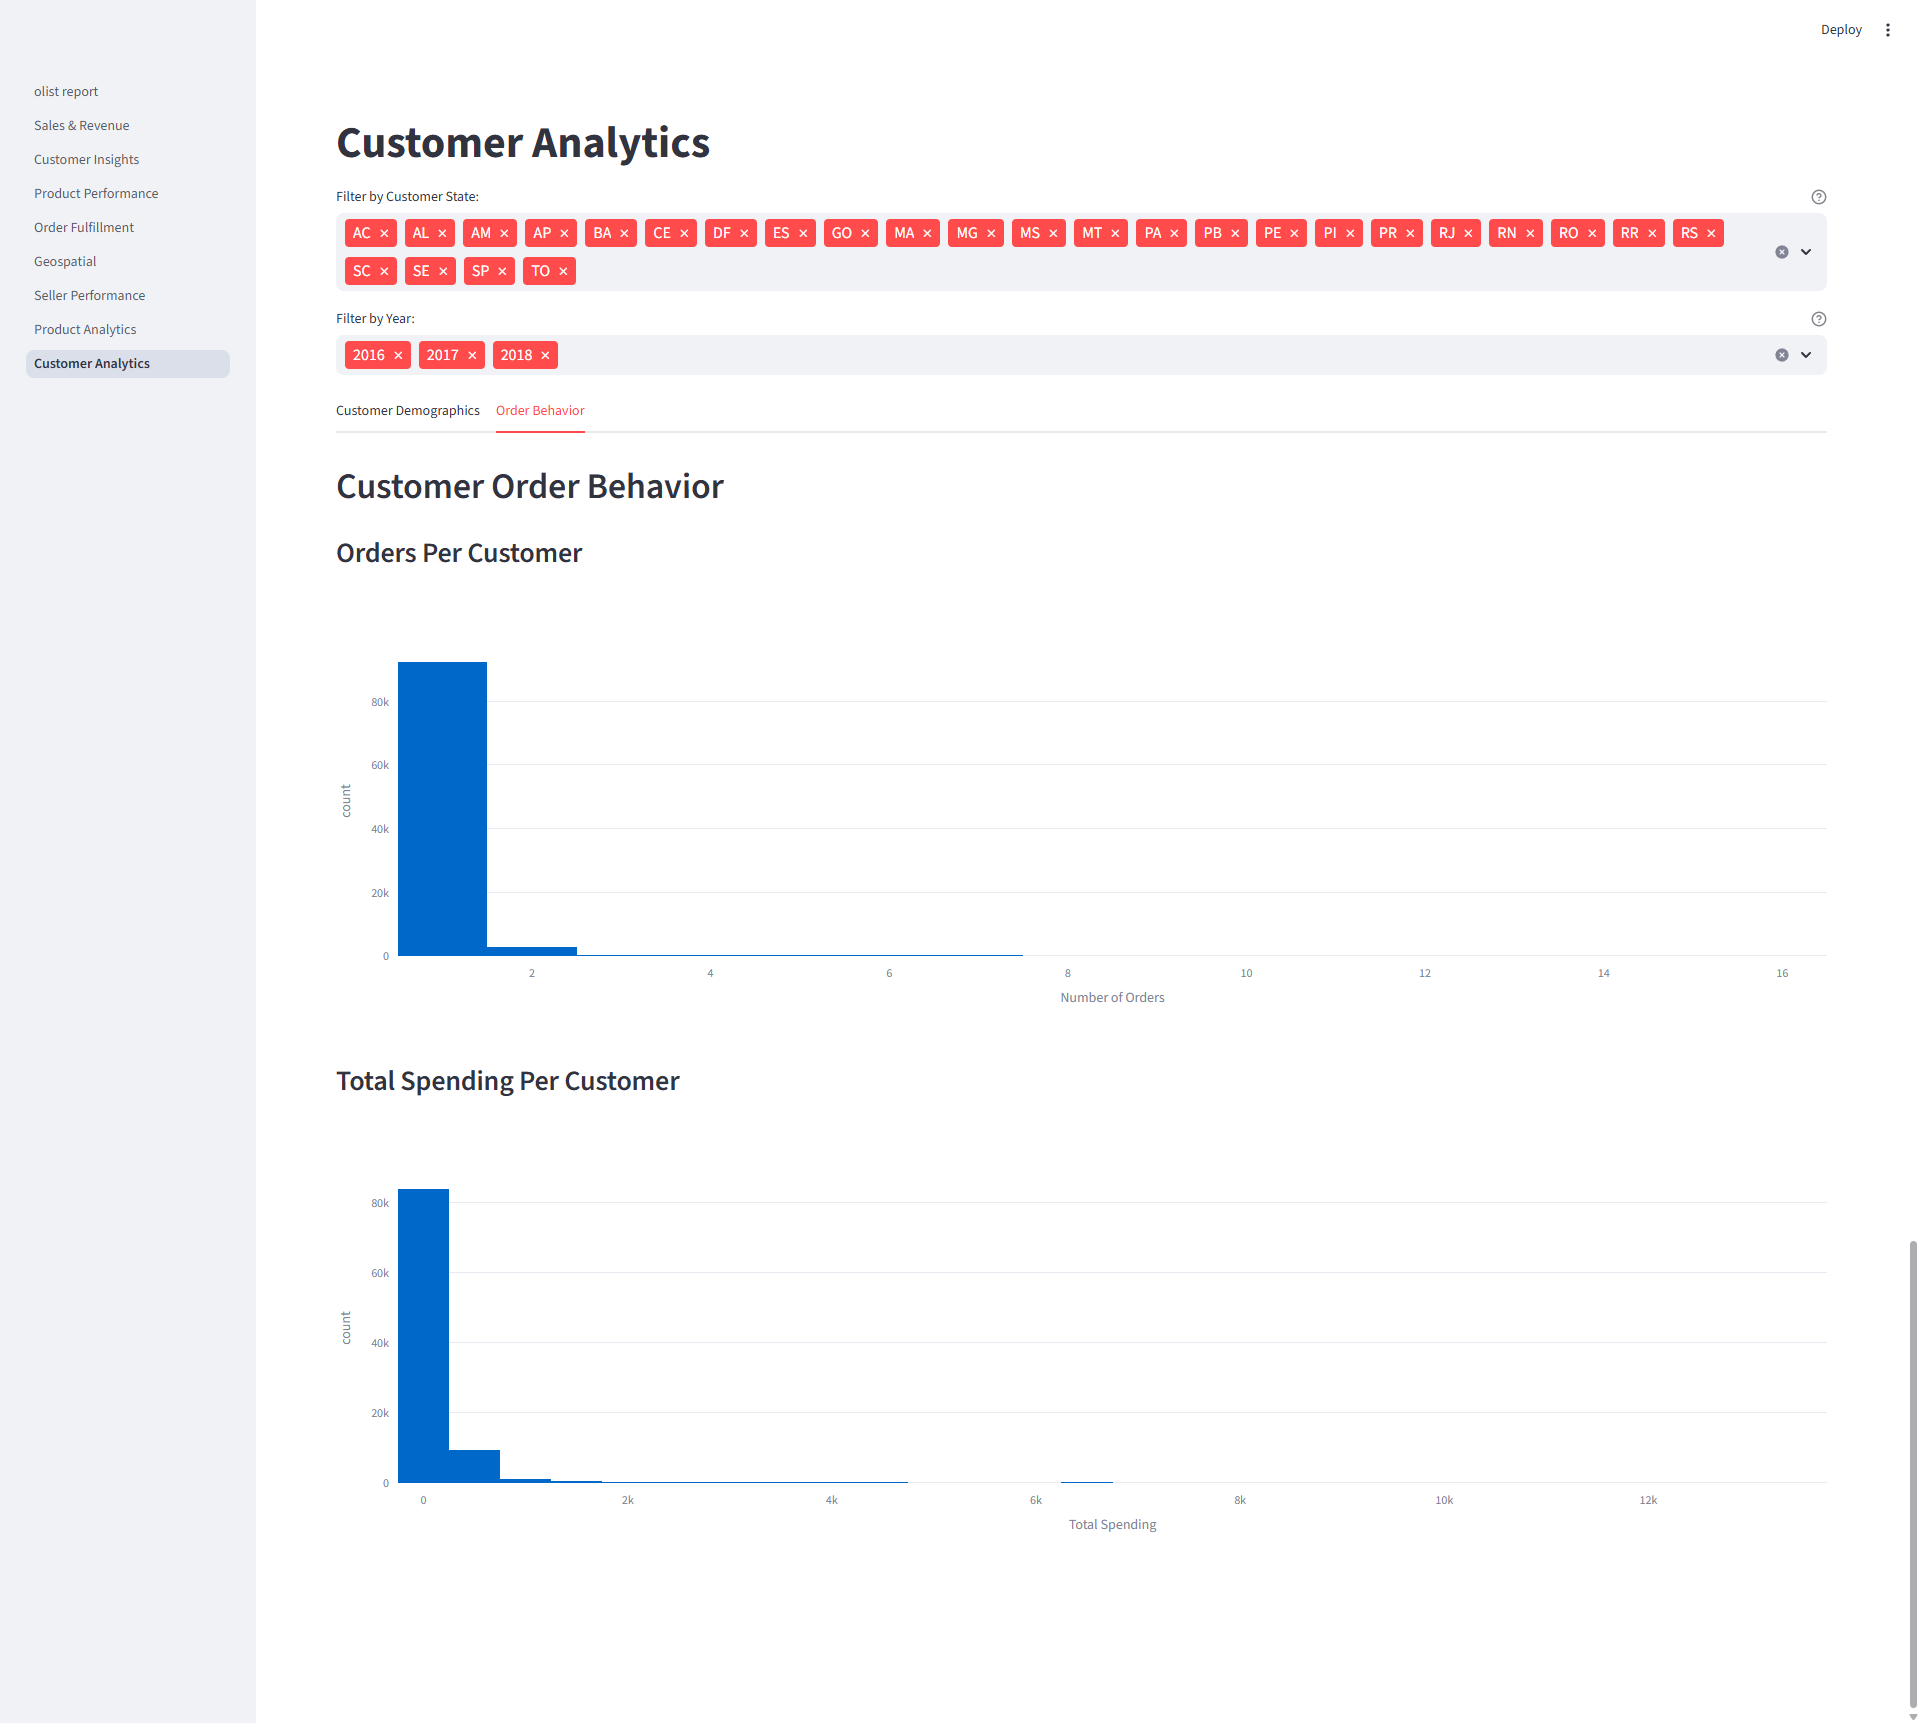 Deploy
olist report
Sales & Revenue
Customer Insights
Product Performance
Order Fulfillment
Geospatial
Seller Performance
Product Analytics
Customer Analytics
Customer Analytics
Filter by Customer State:
AC AL AM AP BA CE DF ES GO MA MG MS MT PA PB PE PI PR RJ RN RO RR RS
SC SE SP TO
Filter by Year:
2016 2017 2018
Customer Demographics Order Behavior
Customer Order Behavior
Orders Per Customer
80k
60k
40k
20k
0
count
2 4 6 8 10 12 14 16
Number of Orders
Total Spending Per Customer
80k
60k
40k
20k
0
count
0 2k 4k 6k 8k 10k 12k
Total Spending